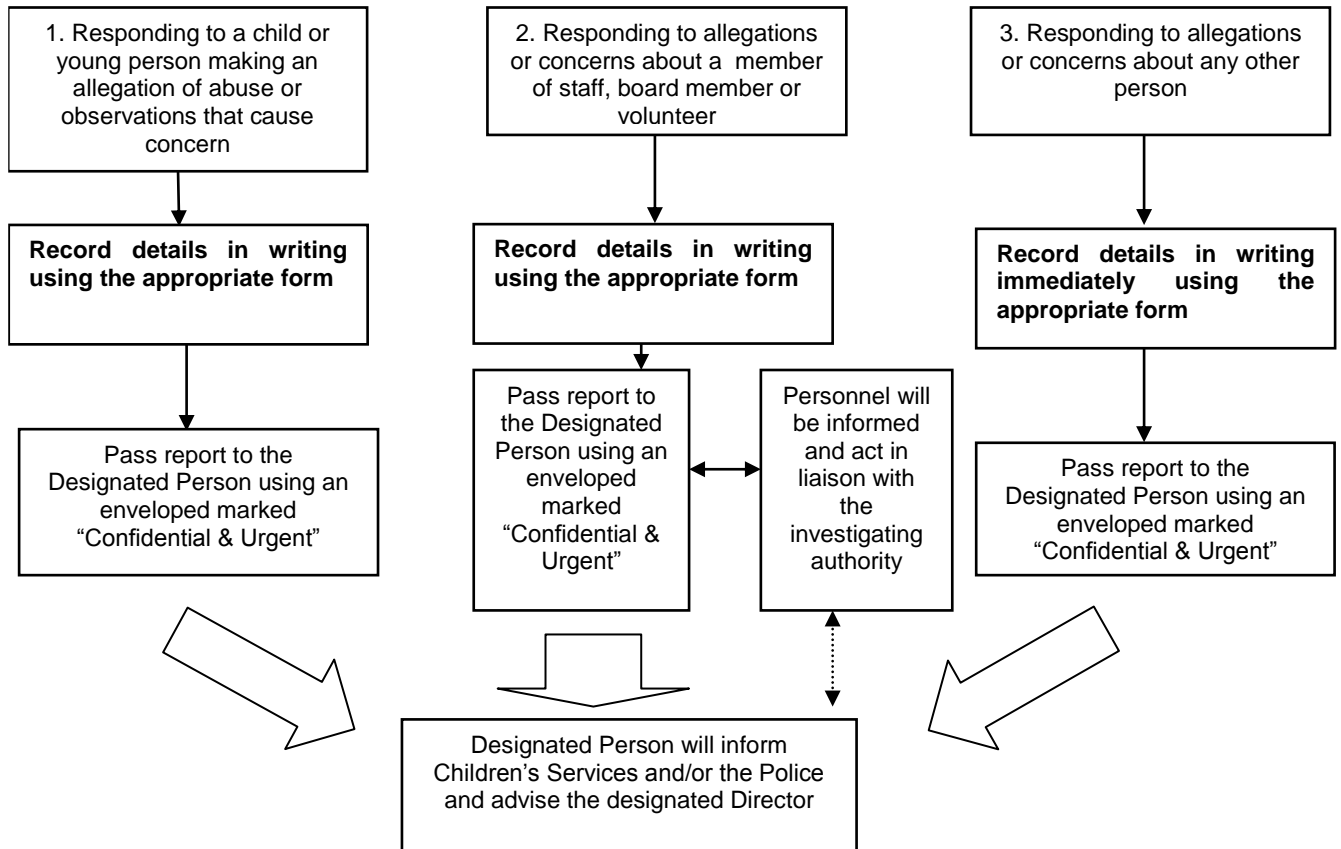 1. Responding to a child or
young person making an
allegation of abuse or
observations that cause
concern
2. Responding to allegations
or concerns about a member
of staff, board member or
volunteer
3. Responding to allegations
or concerns about any other
person
Record details in writing
using the appropriate form
Record details in writing
using the appropriate form
Record details in writing
immediately using the
appropriate form
Pass report to the
Designated Person using an
enveloped marked
“Confidential & Urgent”
Pass report to
the Designated
Person using an
enveloped
marked
“Confidential &
Urgent”
Personnel will
be informed
and act in
liaison with
the
investigating
authority
Pass report to the
Designated Person using an
enveloped marked
“Confidential & Urgent”
Designated Person will inform
Children’s Services and/or the Police
and advise the designated Director